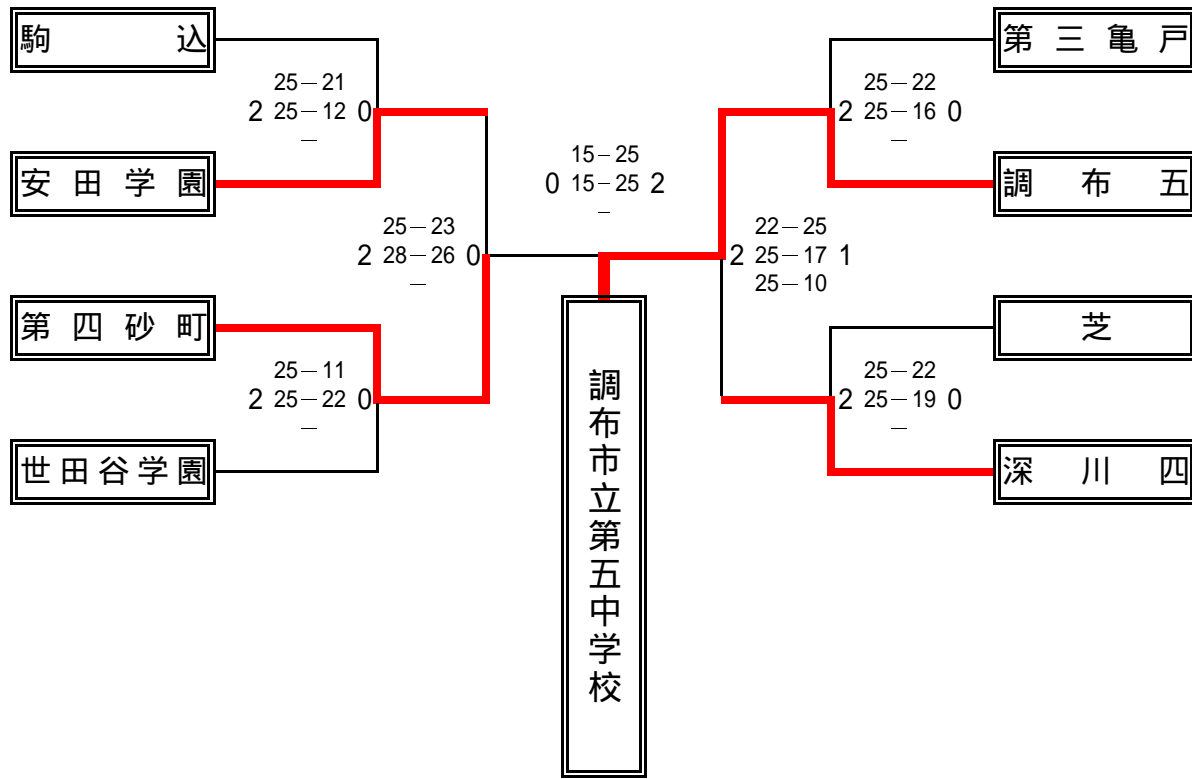 駒込
25－21
2 25－12 0
－
安田学園
25－23
2 28－26 0
－
第四砂町
25－11
2 25－22 0
－
世田谷学園
15－25
0 15－25 2
－
調布市立第五中学校
第三亀戸
25－22
2 25－16 0
－
調布五
22－25
2 25－17 1
25－10
芝
25－22
2 25－19 0
－
深川四